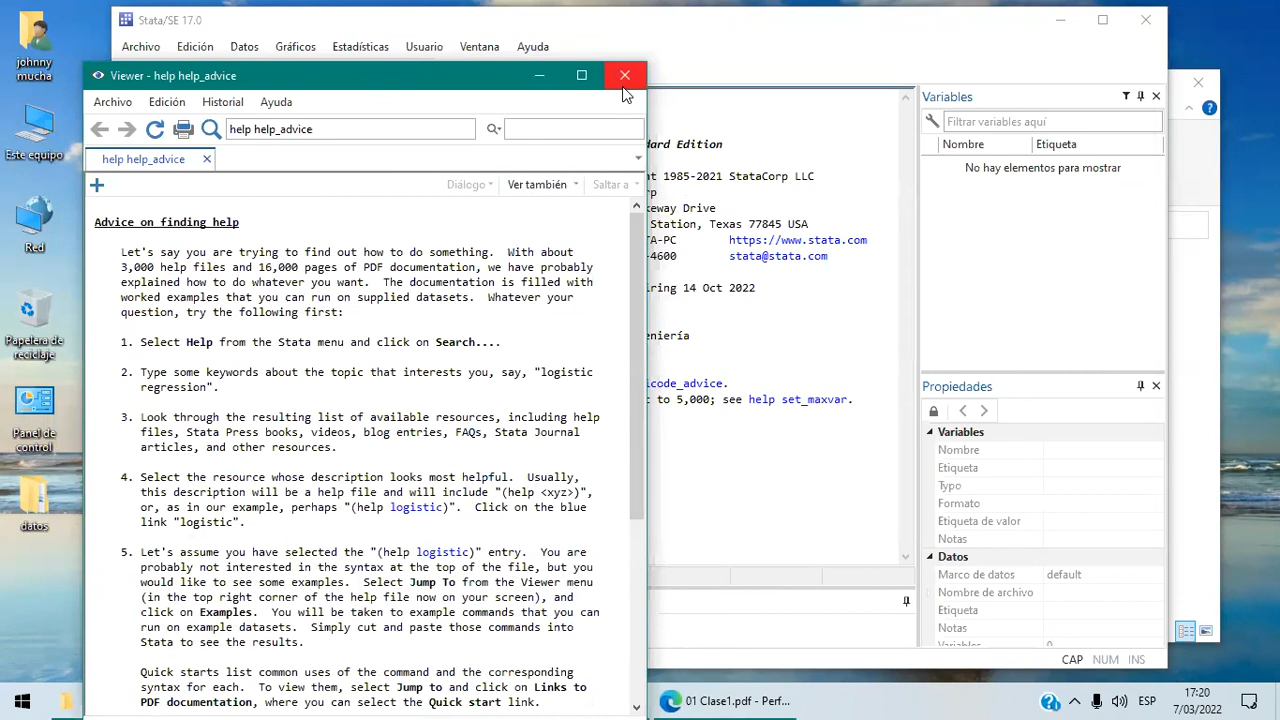 johnny
mucha
Este equipo
Red
Papelera de
reciclaje
Panel de
control
datos
Stata/SE 17.0
Archivo Edición Datos Gráficos Estadísticas Usuario Ventana Ayuda
Viewer - help help_advice
Archivo Edición Historial Ayuda
help help_advice
help help_advice
Diálogo Ver también Saltar a
Advice on finding help
Let's say you are trying to find out how to do something. With about
3,000 help files and 16,000 pages of PDF documentation, we have probably
explained how to do whatever you want. The documentation is filled with
worked examples that you can run on supplied datasets. Whatever your
question, try the following first:
1. Select Help from the Stata menu and click on Search....
2. Type some keywords about the topic that interests you, say, "logistic
regression".
3. Look through the resulting list of available resources, including help
files, Stata Press books, videos, blog entries, FAQs, Stata Journal
articles, and other resources.
4. Select the resource whose description looks most helpful. Usually,
this description will be a help file and will include "(help <xyz>)",
or, as in our example, perhaps "(help logistic)". Click on the blue
link "logistic".
5. Let's assume you have selected the "(help logistic)" entry. You are
probably not interested in the syntax at the top of the file, but you
would like to see some examples. Select Jump To from the Viewer menu
(in the top right corner of the help file now on your screen), and
click on Examples. You will be taken to example commands that you can
run on example datasets. Simply cut and paste those commands into
Stata to see the results.
Quick starts list common uses of the command and the corresponding
syntax for each. To view them, select Jump to and click on Links to
PDF documentation, where you can select the Quick start link.
dard Edition
nt 1985-2021 StataCorp LLC
rp
keway Drive
Station, Texas 77845 USA
TA-PC https://www.stata.com
-4600 stata@stata.com
iring 14 Oct 2022
eniería
icode_advice.
t to 5,000; see help set_maxvar.
Variables
Filtrar variables aquí
Nombre Etiqueta
No hay elementos para mostrar
Propiedades
Variables
Nombre
Etiqueta
Typo
Formato
Etiqueta de valor
Notas
Datos
Marco de datos default
Nombre de archivo
Etiqueta
Notas
Variables 0
CAP NUM INS
01 Clase1.pdf - Perf...
ESP
17:20
7/03/2022